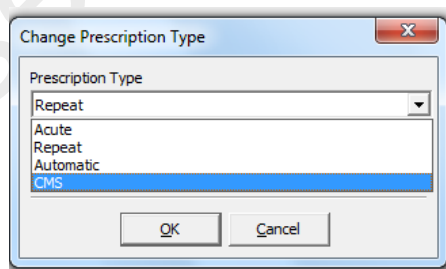 Change Prescription Type
Prescription Type
Repeat
Acute
Repeat
Automatic
CMS
OK Cancel